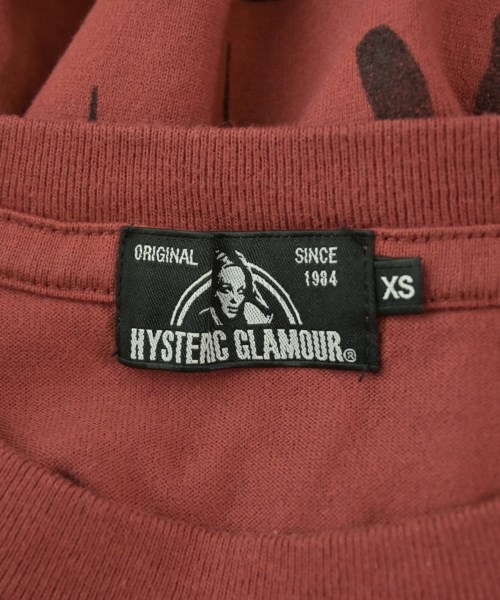 ORIGINAL SINCE
1984
HYSTERIC GLAMOUR®
XS